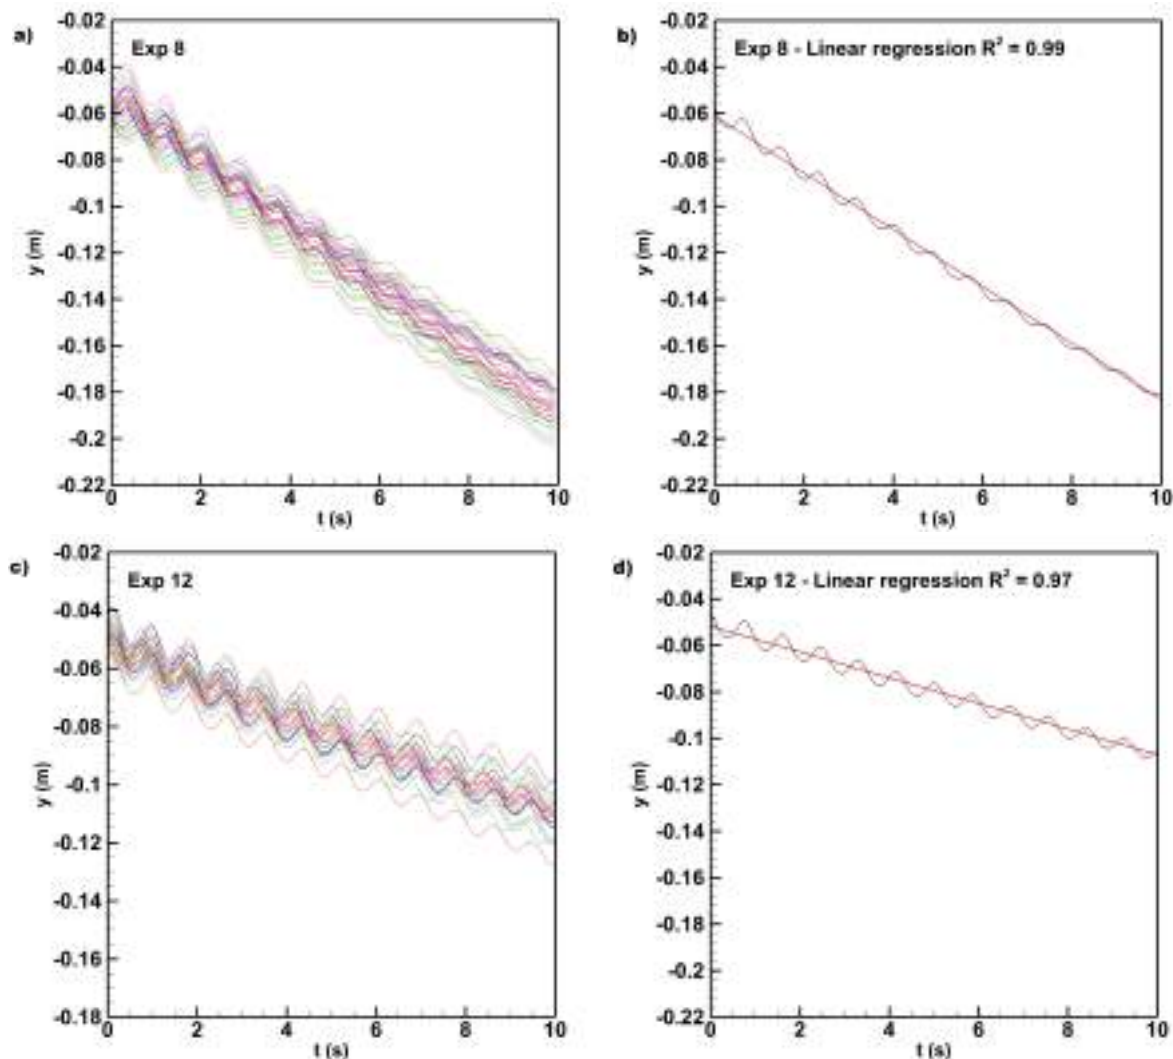 a)
Exp 8
-0.02
-0.04
-0.06
-0.08
-0.1
-0.12
-0.14
-0.16
-0.18
-0.2
-0.22
y (m)
0 2 4 6 8 10
t (s)
b)
Exp 8 - Linear regression R² = 0.99
-0.02
-0.04
-0.06
-0.08
-0.1
-0.12
-0.14
-0.16
-0.18
-0.2
-0.22
y (m)
0 2 4 6 8 10
t (s)
c)
Exp 12
-0.02
-0.04
-0.06
-0.08
-0.1
-0.12
-0.14
-0.16
-0.18
y (m)
0 2 4 6 8 10
t (s)
d)
Exp 12 - Linear regression R² = 0.97
-0.02
-0.04
-0.06
-0.08
-0.1
-0.12
-0.14
-0.16
-0.18
-0.2
-0.22
y (m)
0 2 4 6 8 10
t (s)